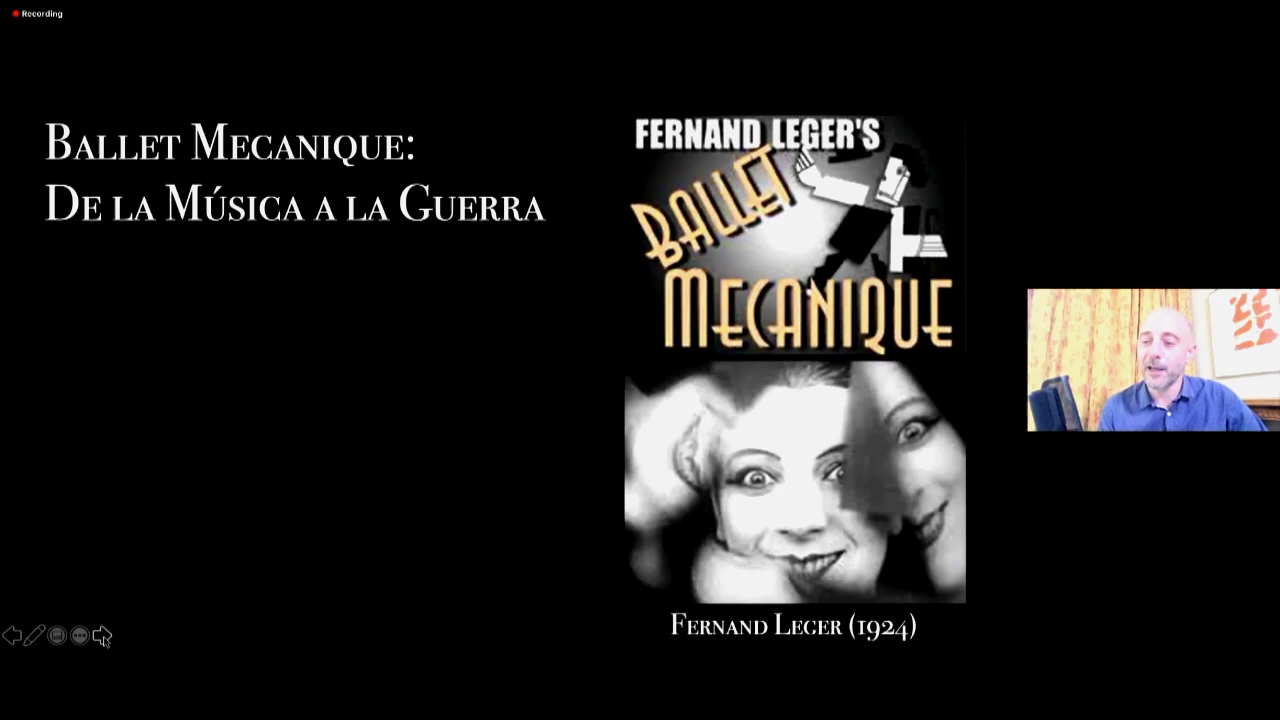 Recording
Ballet Mecanique:
De la Música a la Guerra
FERNAND LEGER'S
BALLET
MECANIQUE
Fernand Leger (1924)